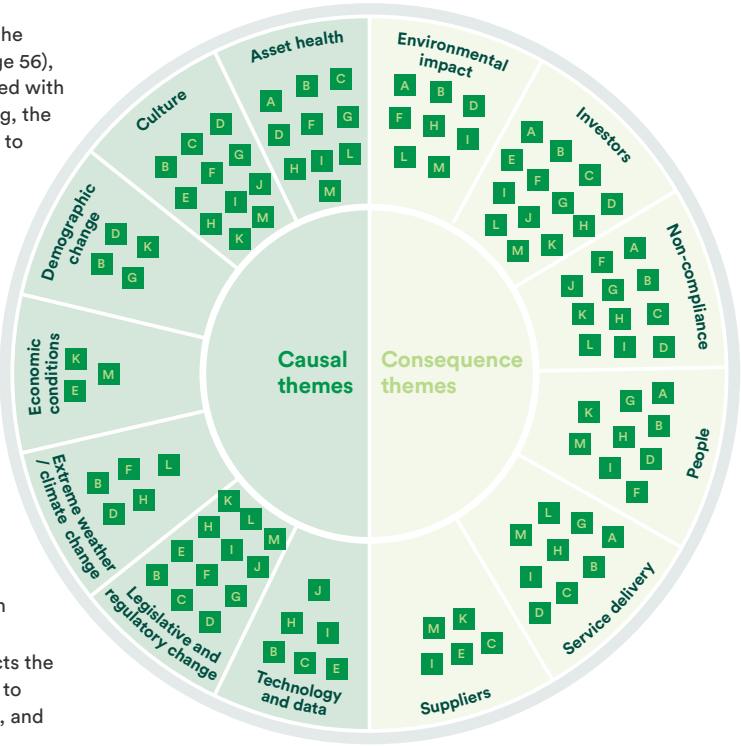 he
ge 56),
ed with
g, the
to
n
cts the
to
, and
Causal
themes
Consequence
themes
Asset health
A B C
D F G
H I L
M
Environmental
impact
A B D
F H I
L M
Investors
A B
E F C
I G D
L J H
M K
Non-compliance
F A
J G B
K H C
L I D
People
K G A
M H B
I D
F
Service delivery
L G A
M H B
I C
D
Suppliers
M K C
I E
Technology
and data
J
H I
B C E
Legislative and
regulatory change
K L M
H I J
E F G
B C D
Extreme weather
/ climate change
B F L
D H
Economic
conditions
K M
E
Demographic
change
D K
B G
Culture
D
C G
B F J
E I M
H K